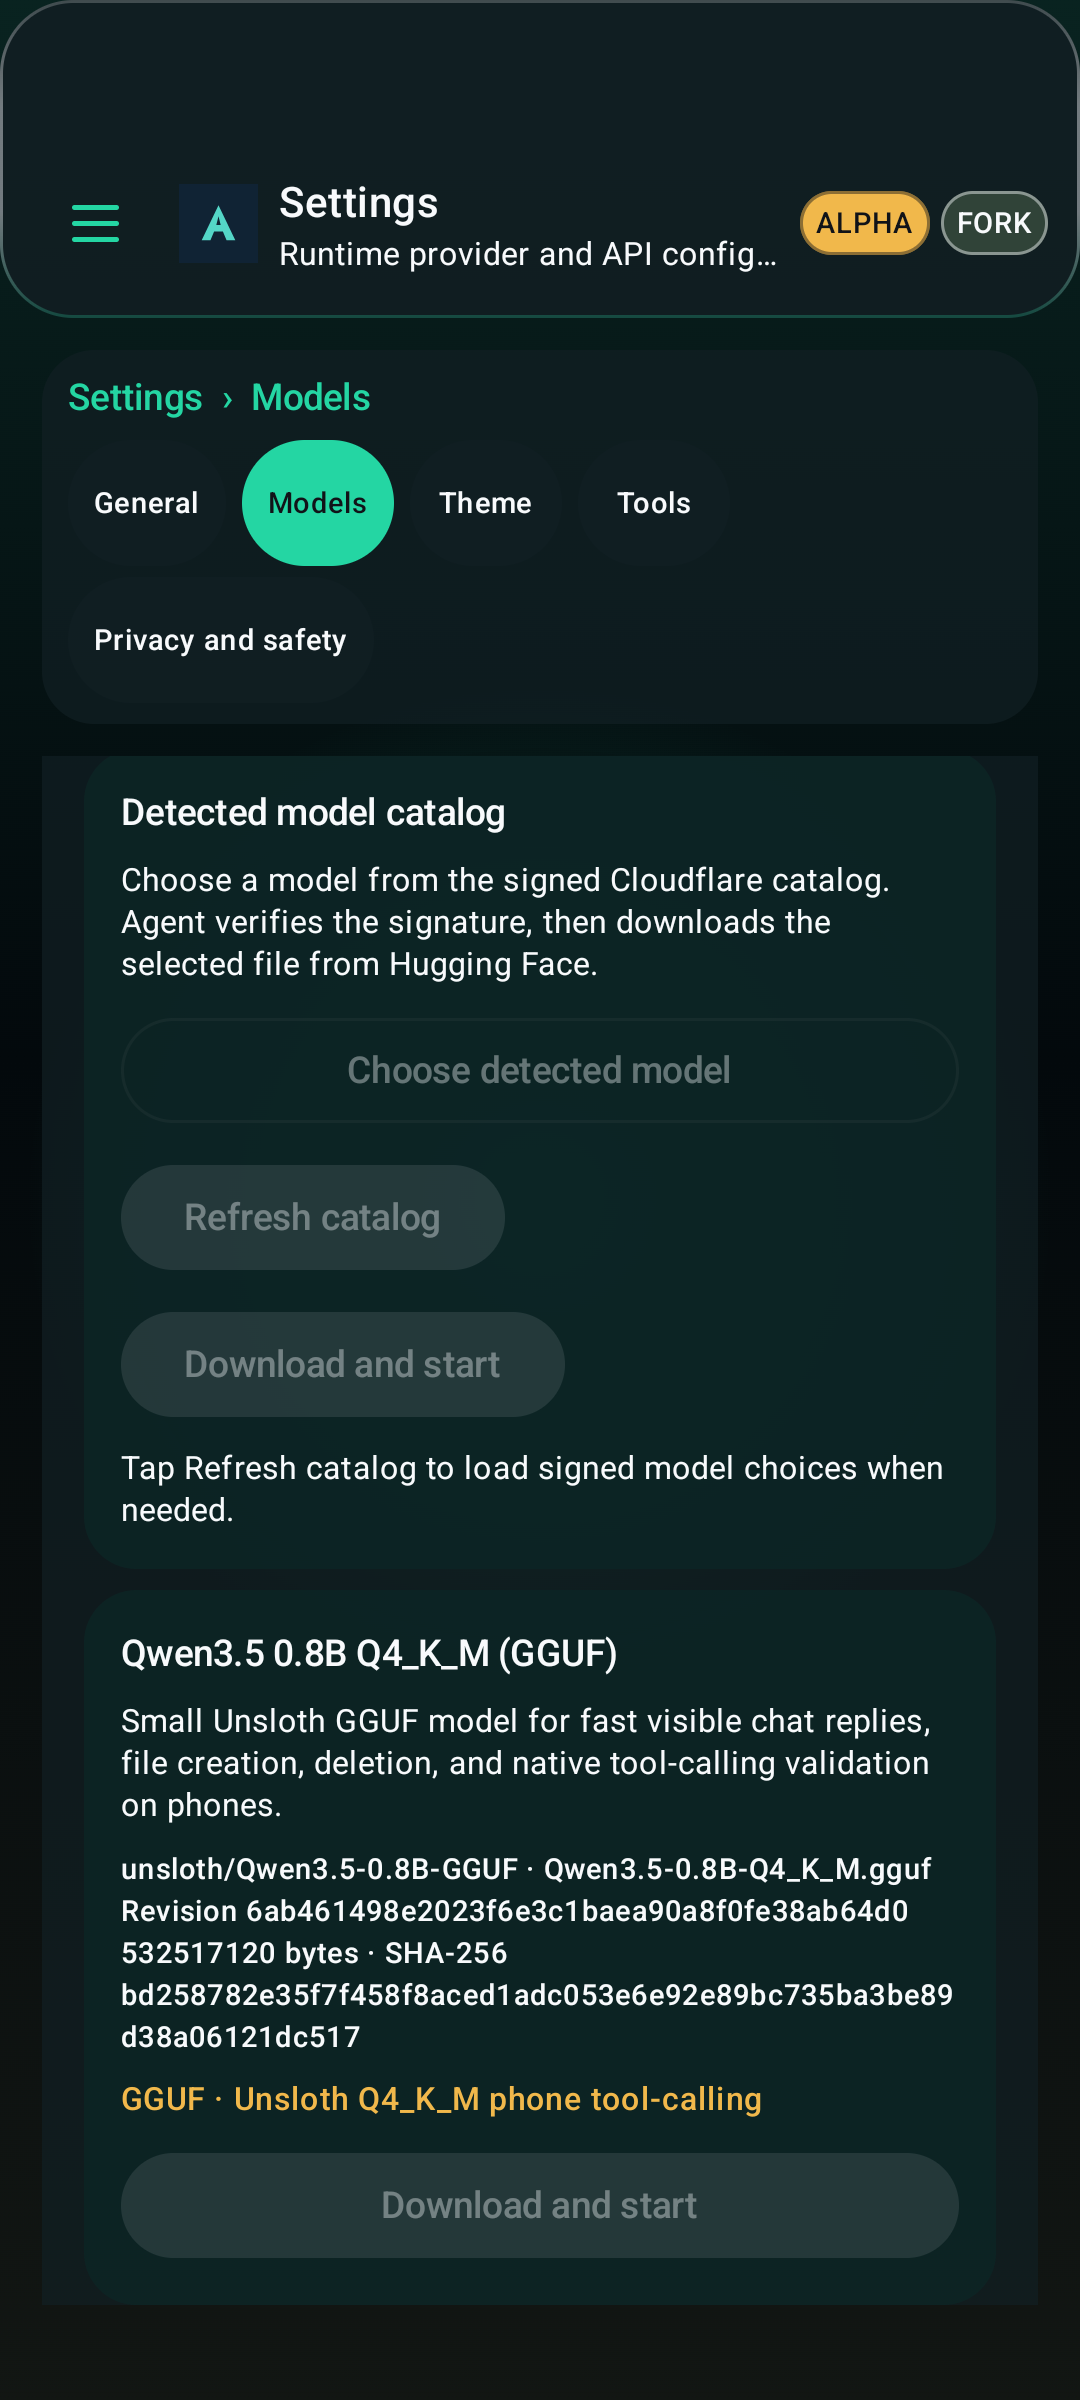 Settings
Runtime provider and API config…
ALPHA
FORK
Settings › Models
General
Models
Theme
Tools
Privacy and safety
Detected model catalog
Choose a model from the signed Cloudflare catalog.
Agent verifies the signature, then downloads the
selected file from Hugging Face.
Choose detected model
Refresh catalog
Download and start
Tap Refresh catalog to load signed model choices when
needed.
Qwen3.5 0.8B Q4_K_M (GGUF)
Small Unsloth GGUF model for fast visible chat replies,
file creation, deletion, and native tool-calling validation
on phones.
unsloth/Qwen3.5-0.8B-GGUF · Qwen3.5-0.8B-Q4_K_M.gguf
Revision 6ab461498e2023f6e3c1baea90a8f0fe38ab64d0
532517120 bytes · SHA-256
bd258782e35f7f458f8aced1adc053e6e92e89bc735ba3be89
d38a06121dc517
GGUF · Unsloth Q4_K_M phone tool-calling
Download and start